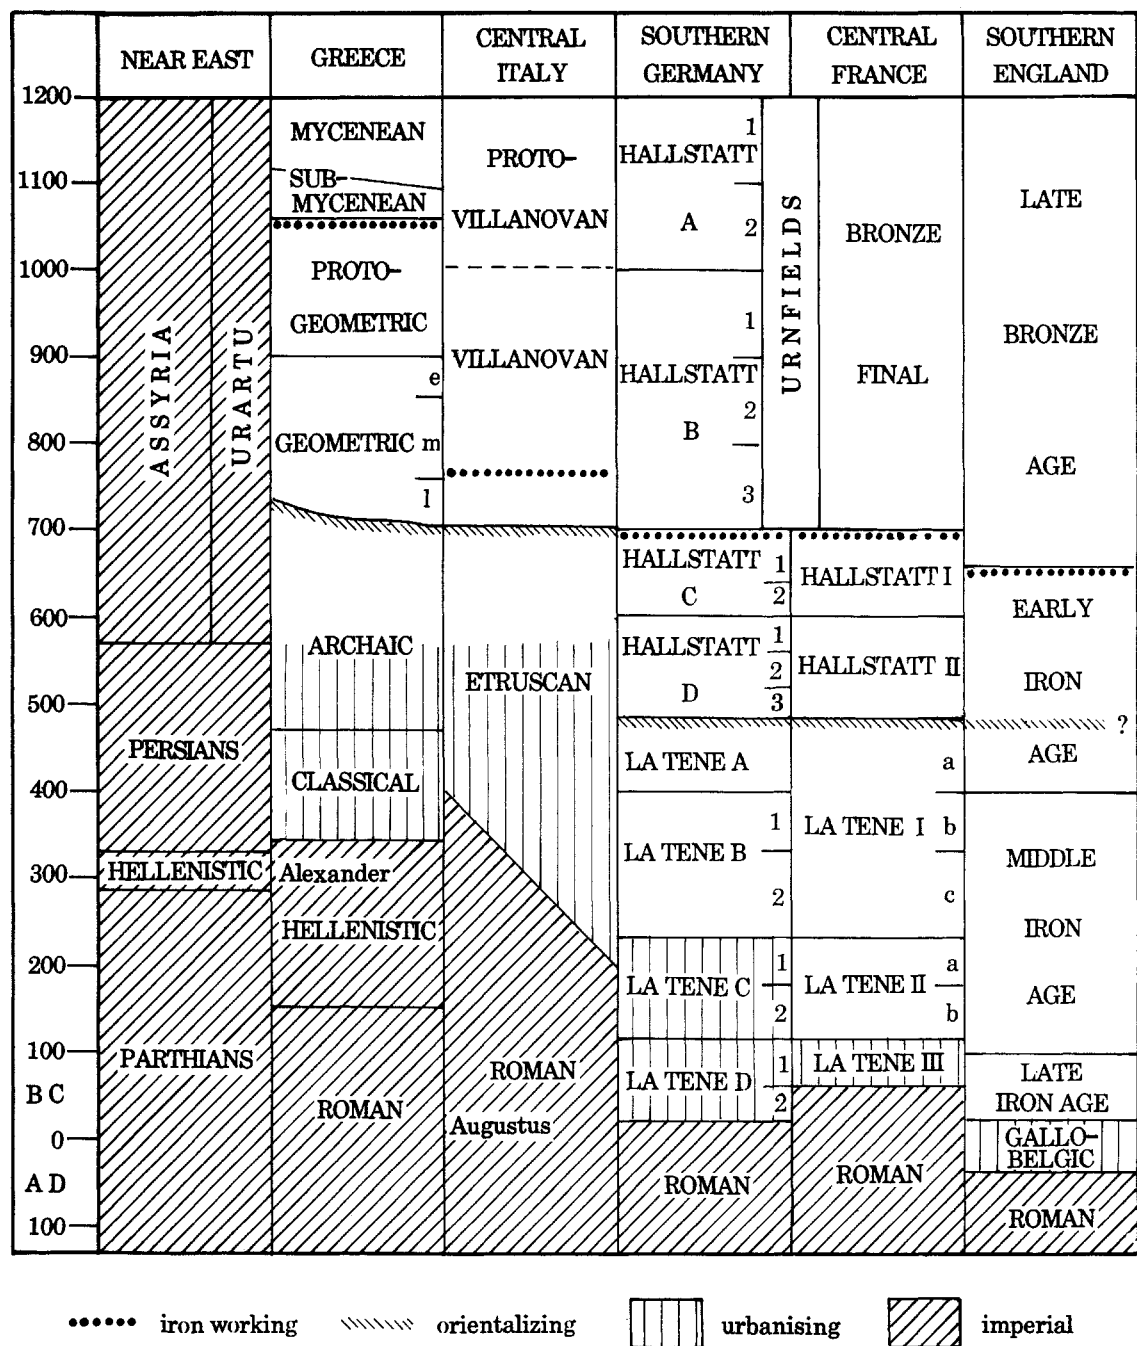 NEAR EAST
GREECE
CENTRAL
ITALY
SOUTHERN
GERMANY
CENTRAL
FRANCE
SOUTHERN
ENGLAND
1200
1100
1000
900
800
700
600
500
400
300
200
100
B C
0
A D
100
ASSYRIA
URARTU
PERSIANS
HELLENISTIC
PARTHIANS
MYCENEAN
SUB-
MYCENEAN
PROTO-
GEOMETRIC
e
GEOMETRIC m
l
ARCHAIC
CLASSICAL
Alexander
HELLENISTIC
ROMAN
PROTO-
VILLANOVAN
VILLANOVAN
ETRUSCAN
ROMAN
Augustus
1
HALLSTATT
A 2
1
HALLSTATT
2
B
3
URNFIELDS
HALLSTATT 1
C 2
HALLSTATT 1
2
D 3
LA TENE A
1
LA TENE B
2
1
LA TENE C
2
1
LA TENE D
2
ROMAN
BRONZE
FINAL
HALLSTATT I
HALLSTATT II
a
LA TENE I b
c
a
LA TENE II
b
LA TENE III
ROMAN
LATE
BRONZE
AGE
EARLY
IRON
?
AGE
MIDDLE
IRON
AGE
LATE
IRON AGE
GALLO-
BELGIC
ROMAN
iron working
orientalizing
urbanising
imperial